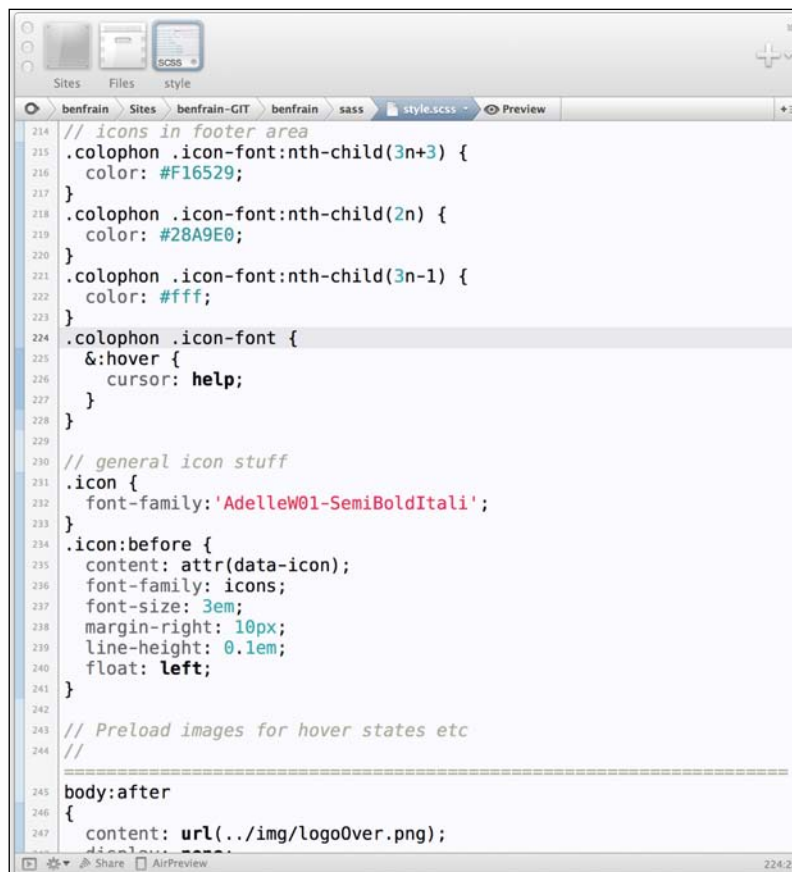 SCSS
Sites Files style
benfrain Sites benfrain-GIT benfrain sass style.scss Preview
214 // icons in footer area
215 .colophon .icon-font:nth-child(3n+3) {
216 color: #F16529;
217 }
218 .colophon .icon-font:nth-child(2n) {
219 color: #28A9E0;
220 }
221 .colophon .icon-font:nth-child(3n-1) {
222 color: #fff;
223 }
224 .colophon .icon-font {
225 &:hover {
226 cursor: help;
227 }
228 }
229
230 // general icon stuff
231 .icon {
232 font-family:'AdelleW01-SemiBoldItali';
233 }
234 .icon:before {
235 content: attr(data-icon);
236 font-family: icons;
237 font-size: 3em;
238 margin-right: 10px;
239 line-height: 0.1em;
240 float: left;
241 }
242
243 // Preload images for hover states etc
244 //
====================================================================
245 body:after
246 {
247 content: url(../img/logoOver.png);
Share AirPreview